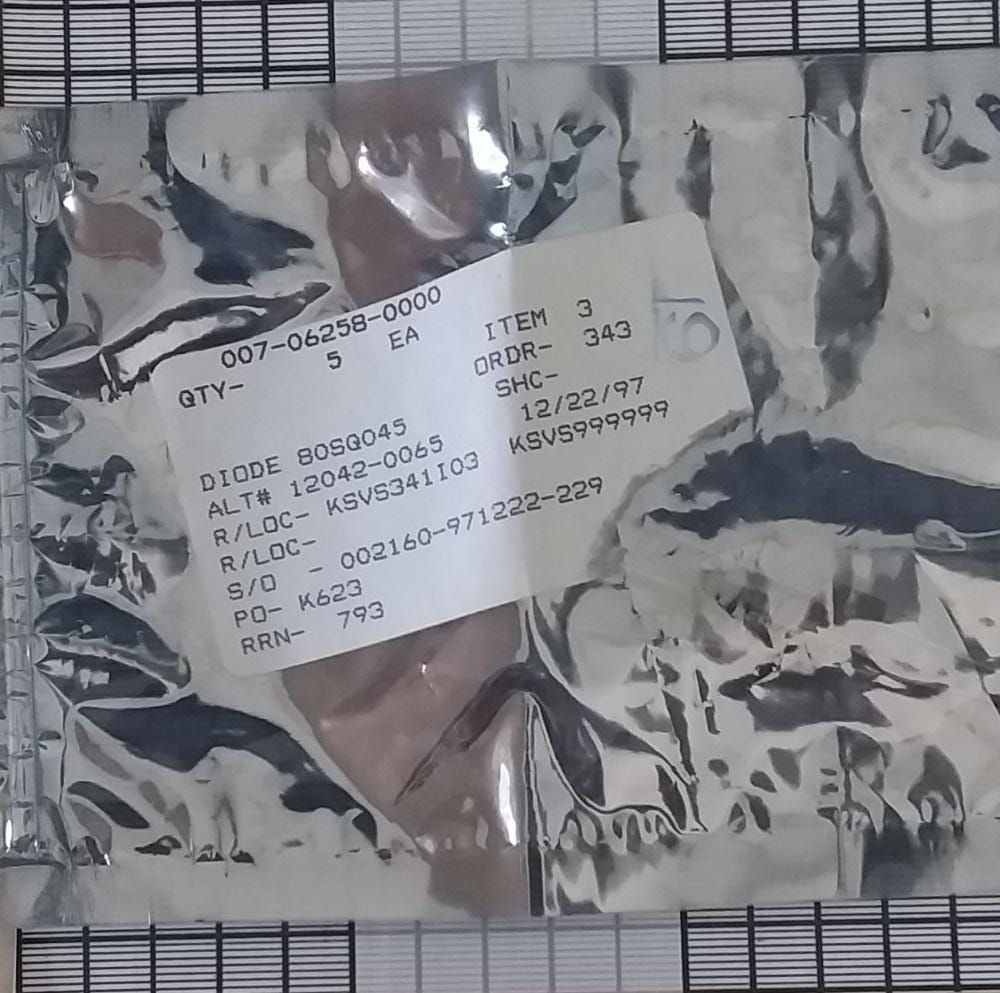 007-06258-0000
QTY- 5 EA ITEM 3
ORDR- 343
SHC-
DIODE 80SQ045 12/22/97
ALT# 12042-0065 KSVS999999
R/LOC- KSVS341I03
R/LOC-
S/O - 002160-971222-229
PO- K623
RRN- 793